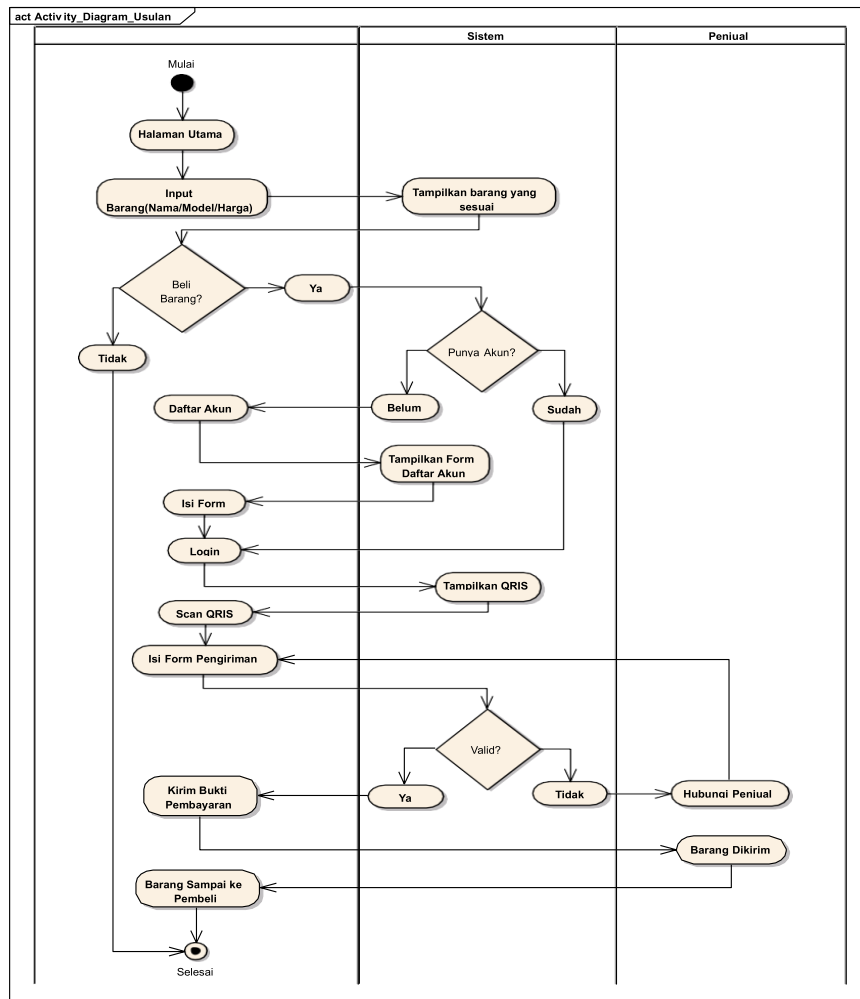 act Activity_Diagram_Usulan
Sistem
Peniual
Mulai
Halaman Utama
Input
Barang(Nama/Model/Harga)
Tampilkan barang yang
sesuai
Beli
Barang?
Ya
Tidak
Punya Akun?
Daftar Akun
Belum
Sudah
Tampilkan Form
Daftar Akun
Isi Form
Login
Tampilkan QRIS
Scan QRIS
Isi Form Pengiriman
Valid?
Kirim Bukti
Pembayaran
Ya
Tidak
Hubungi Peniual
Barang Dikirim
Barang Sampai ke
Pembeli
Selesai